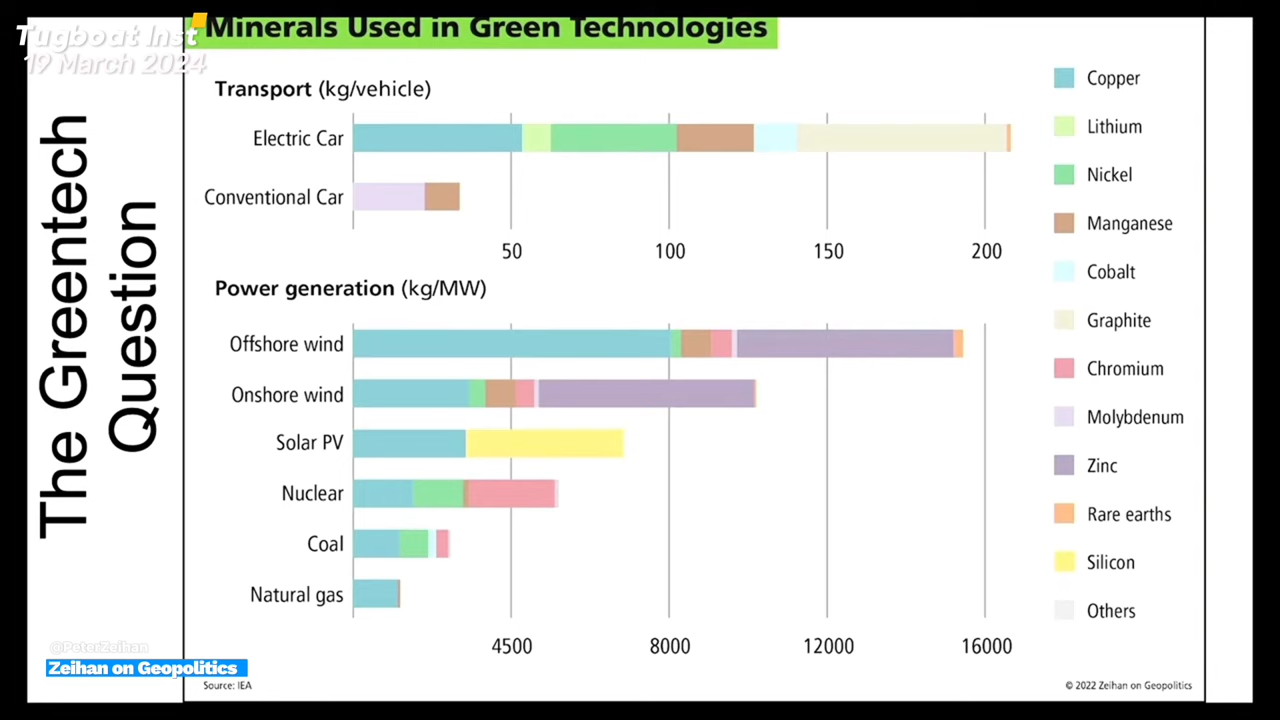 Tugboat Inst
19 March 2024
Minerals Used in Green Technologies
The Greentech
Question
Transport (kg/vehicle)
Electric Car
Conventional Car
50 100 150 200
Power generation (kg/MW)
Offshore wind
Onshore wind
Solar PV
Nuclear
Coal
Natural gas
4500 8000 12000 16000
Copper
Lithium
Nickel
Manganese
Cobalt
Graphite
Chromium
Molybdenum
Zinc
Rare earths
Silicon
Others
@PeterZeihan
Zeihan on Geopolitics
Source: IEA
© 2022 Zeihan on Geopolitics